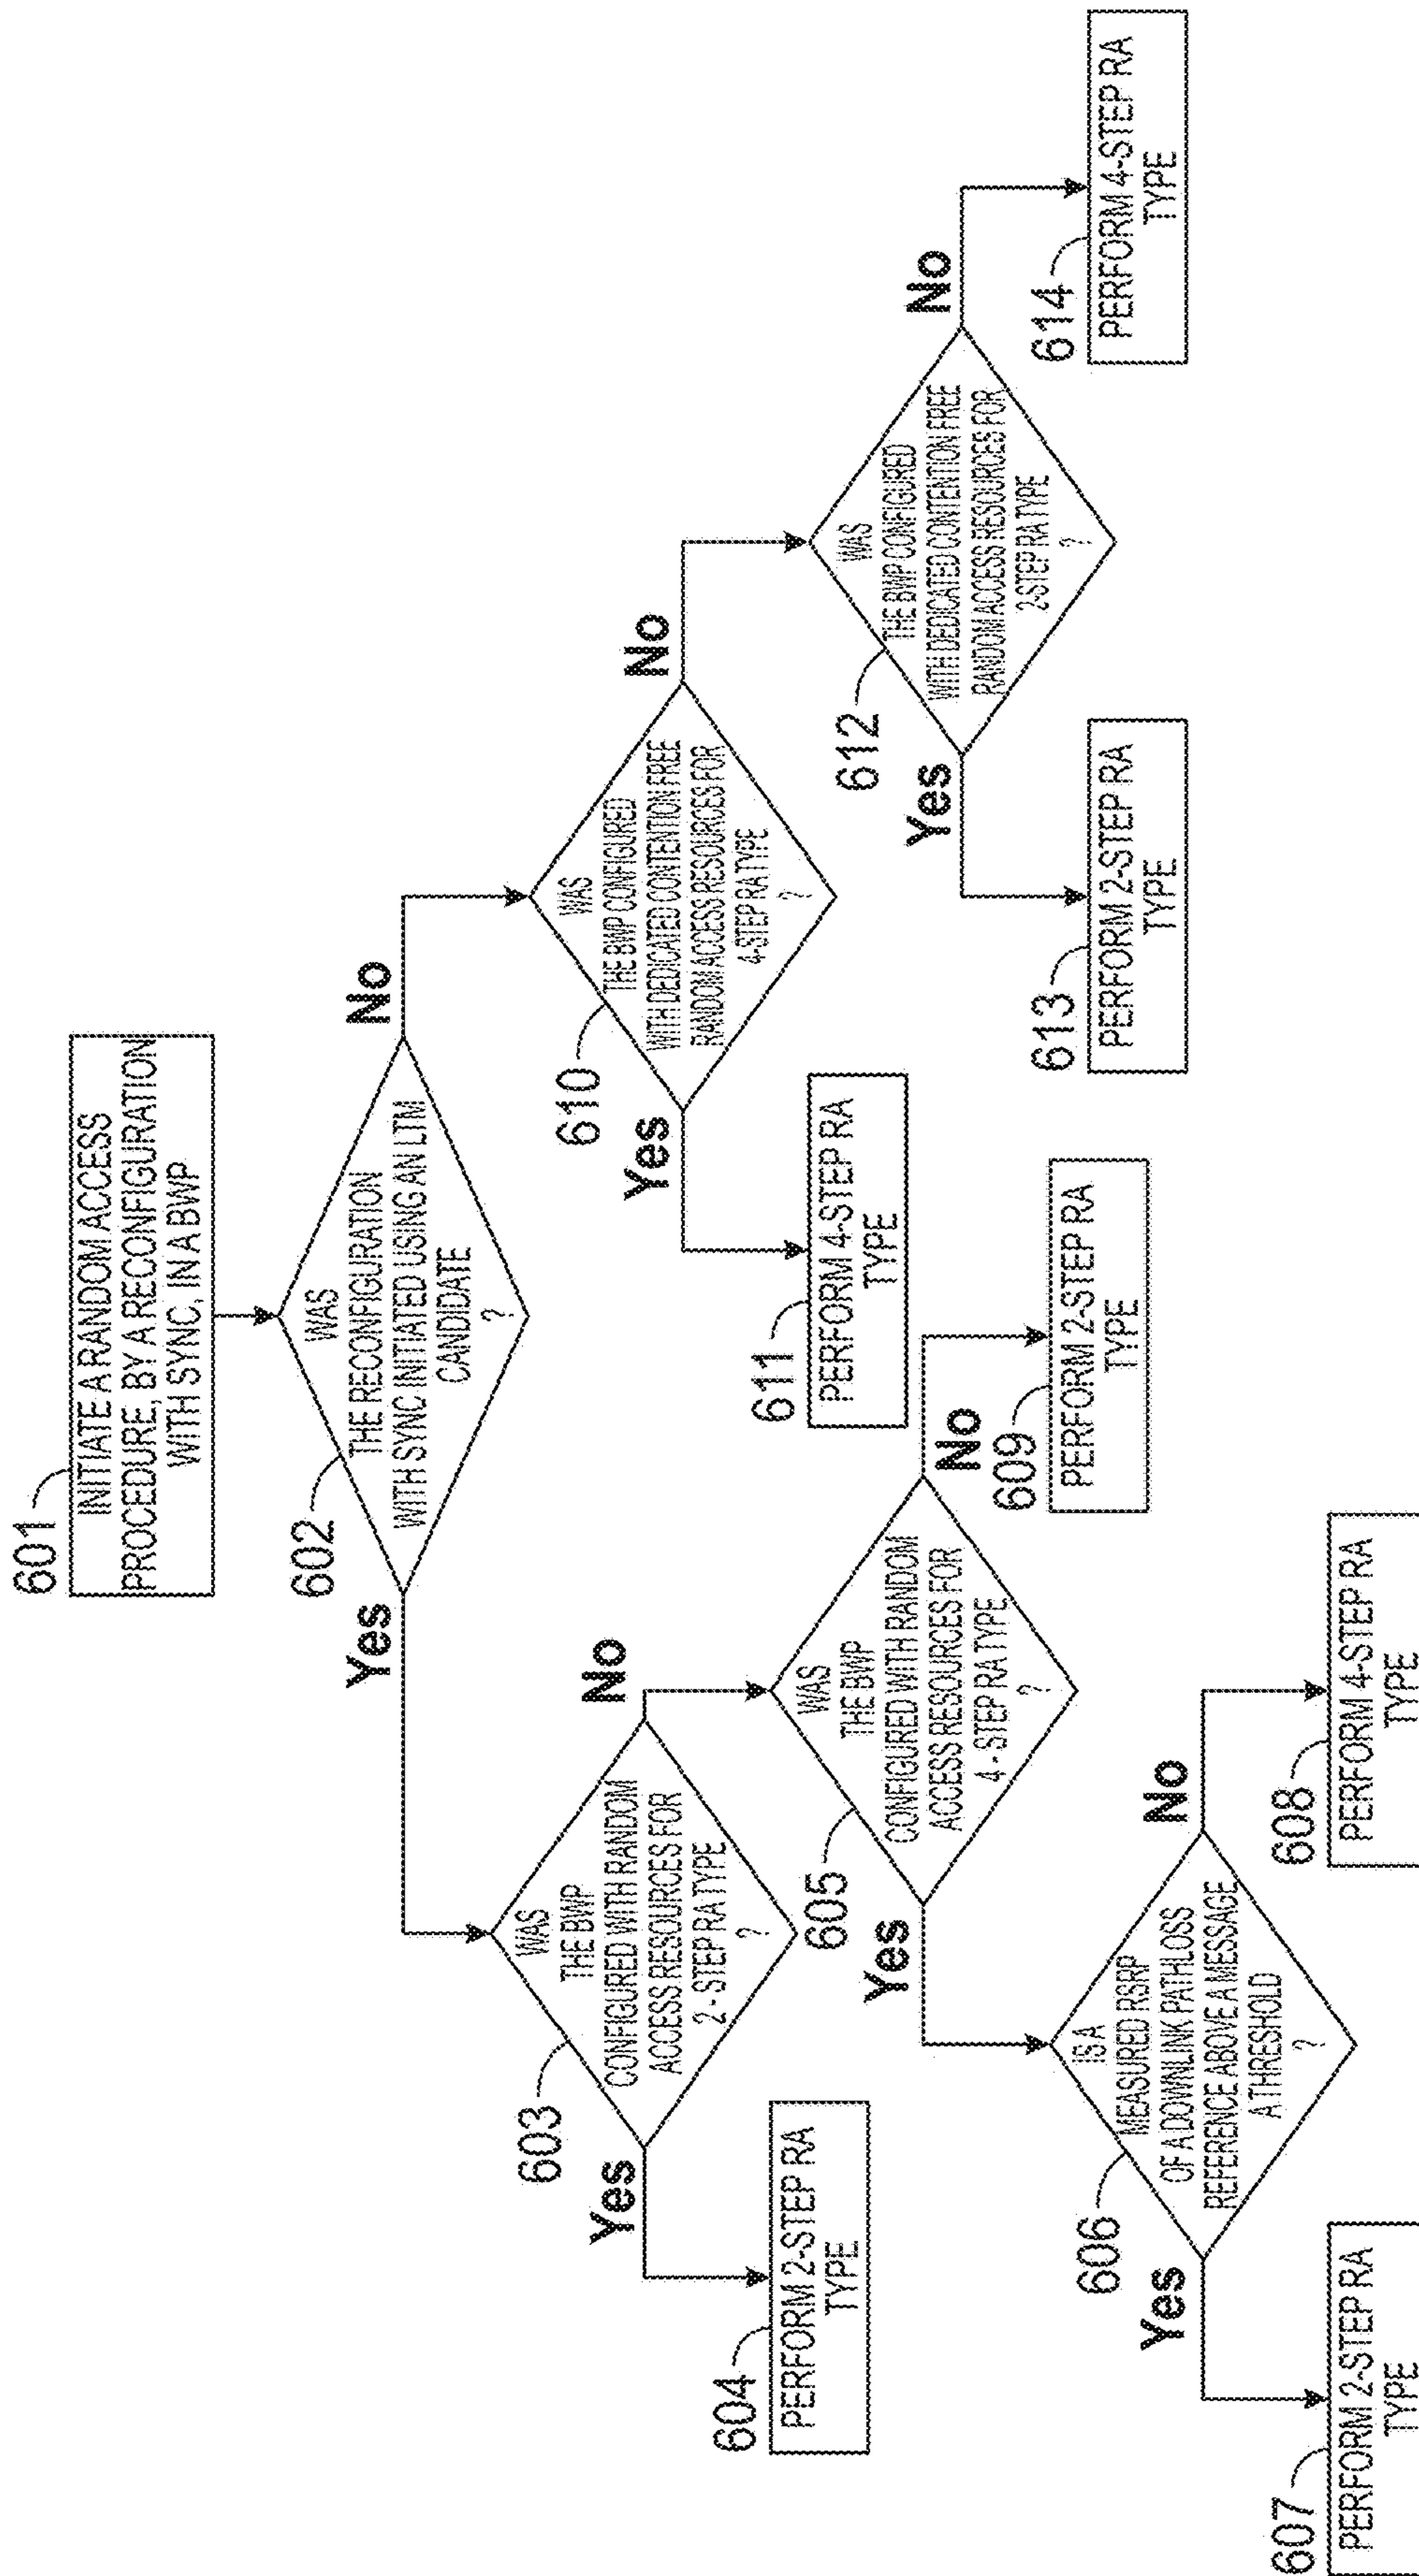 601
INITIATE A RANDOM ACCESS
PROCEDURE, BY A RECONFIGURATION
WITH SYNC, IN A BWP
602
WAS
THE RECONFIGURATION
WITH SYNC INITIATED USING AN LTM
CANDIDATE
?
Yes
No
603
WAS
THE BWP
CONFIGURED WITH RANDOM
ACCESS RESOURCES FOR
2 - STEP RA TYPE
?
Yes
No
604
PERFORM 2-STEP RA
TYPE
605
WAS
THE BWP
CONFIGURED WITH RANDOM
ACCESS RESOURCES FOR
4 - STEP RA TYPE
?
Yes
No
606
IS A
MEASURED RSRP
OF A DOWNLINK PATHLOSS
REFERENCE ABOVE A MESSAGE
A THRESHOLD
?
Yes
No
607
PERFORM 2-STEP RA
TYPE
608
PERFORM 4-STEP RA
TYPE
609
PERFORM 2-STEP RA
TYPE
610
WAS
THE BWP CONFIGURED
WITH DEDICATED CONTENTION FREE
RANDOM ACCESS RESOURCES FOR
4-STEP RA TYPE
?
Yes
No
611
PERFORM 4-STEP RA
TYPE
612
WAS
THE BWP CONFIGURED
WITH DEDICATED CONTENTION FREE
RANDOM ACCESS RESOURCES FOR
2-STEP RA TYPE
?
Yes
No
613
PERFORM 2-STEP RA
TYPE
614
PERFORM 4-STEP RA
TYPE